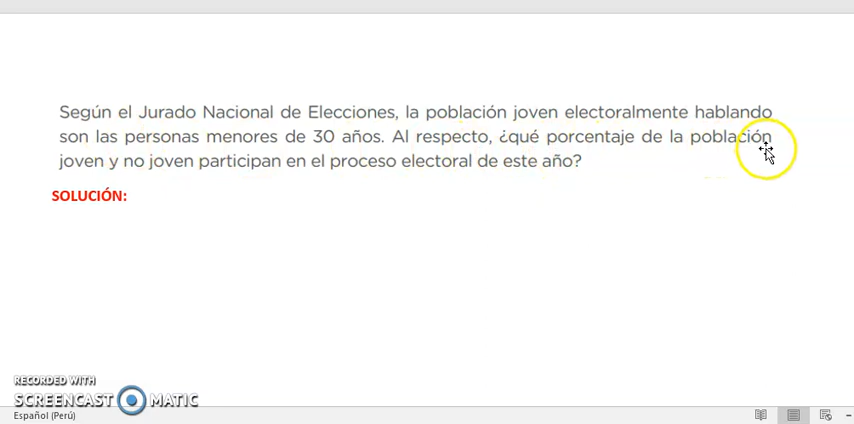 Según el Jurado Nacional de Elecciones, la población joven electoralmente hablando
son las personas menores de 30 años. Al respecto, ¿qué porcentaje de la población
joven y no joven participan en el proceso electoral de este año?
SOLUCIÓN:
RECORDED WITH
SCREENCAST MATIC
Español (Perú)